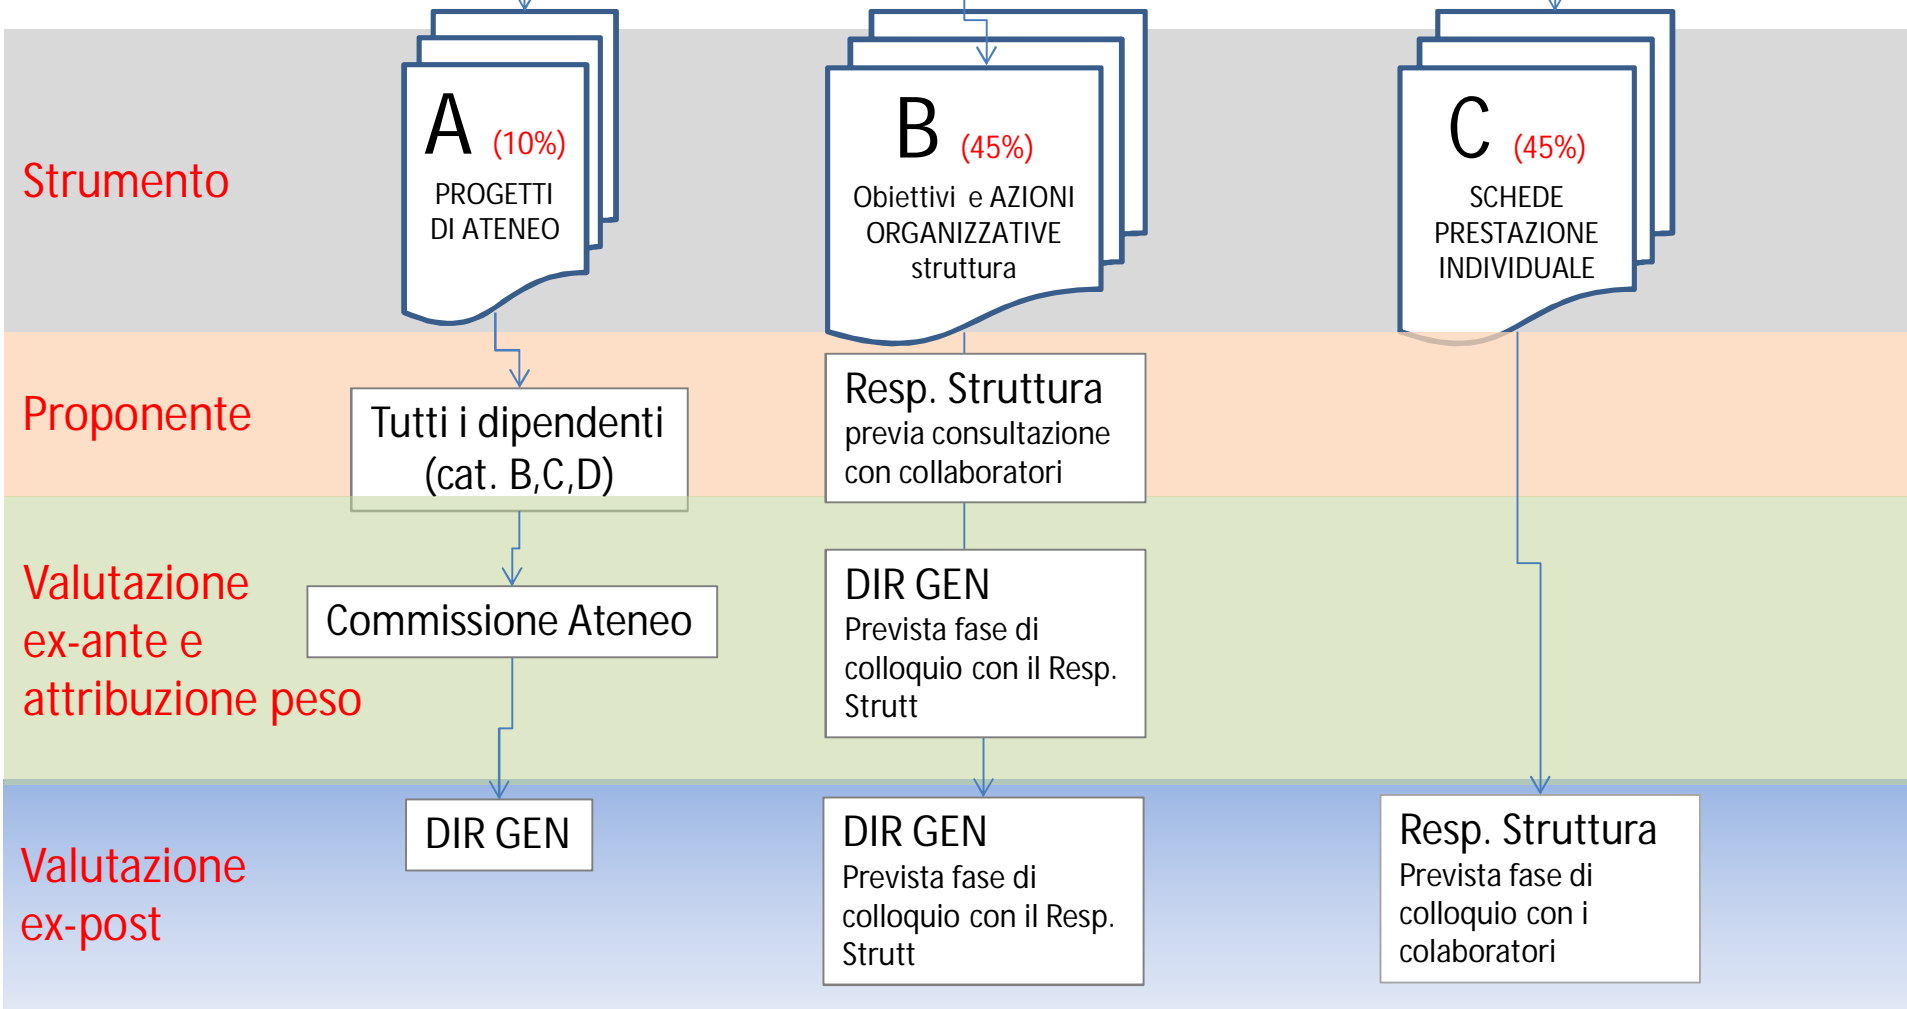 Strumento
A (10%)
PROGETTI
DI ATENEO
B (45%)
Obiettivi e AZIONI
ORGANIZZATIVE
struttura
C (45%)
SCHEDE
PRESTAZIONE
INDIVIDUALE
Proponente
Tutti i dipendenti
(cat. B,C,D)
Resp. Struttura
previa consultazione
con collaboratori
Valutazione
ex-ante e
attribuzione peso
Commissione Ateneo
DIR GEN
Prevista fase di
colloquio con il Resp.
Strutt
Valutazione
ex-post
DIR GEN
DIR GEN
Prevista fase di
colloquio con il Resp.
Strutt
Resp. Struttura
Prevista fase di
colloquio con i
colaboratori